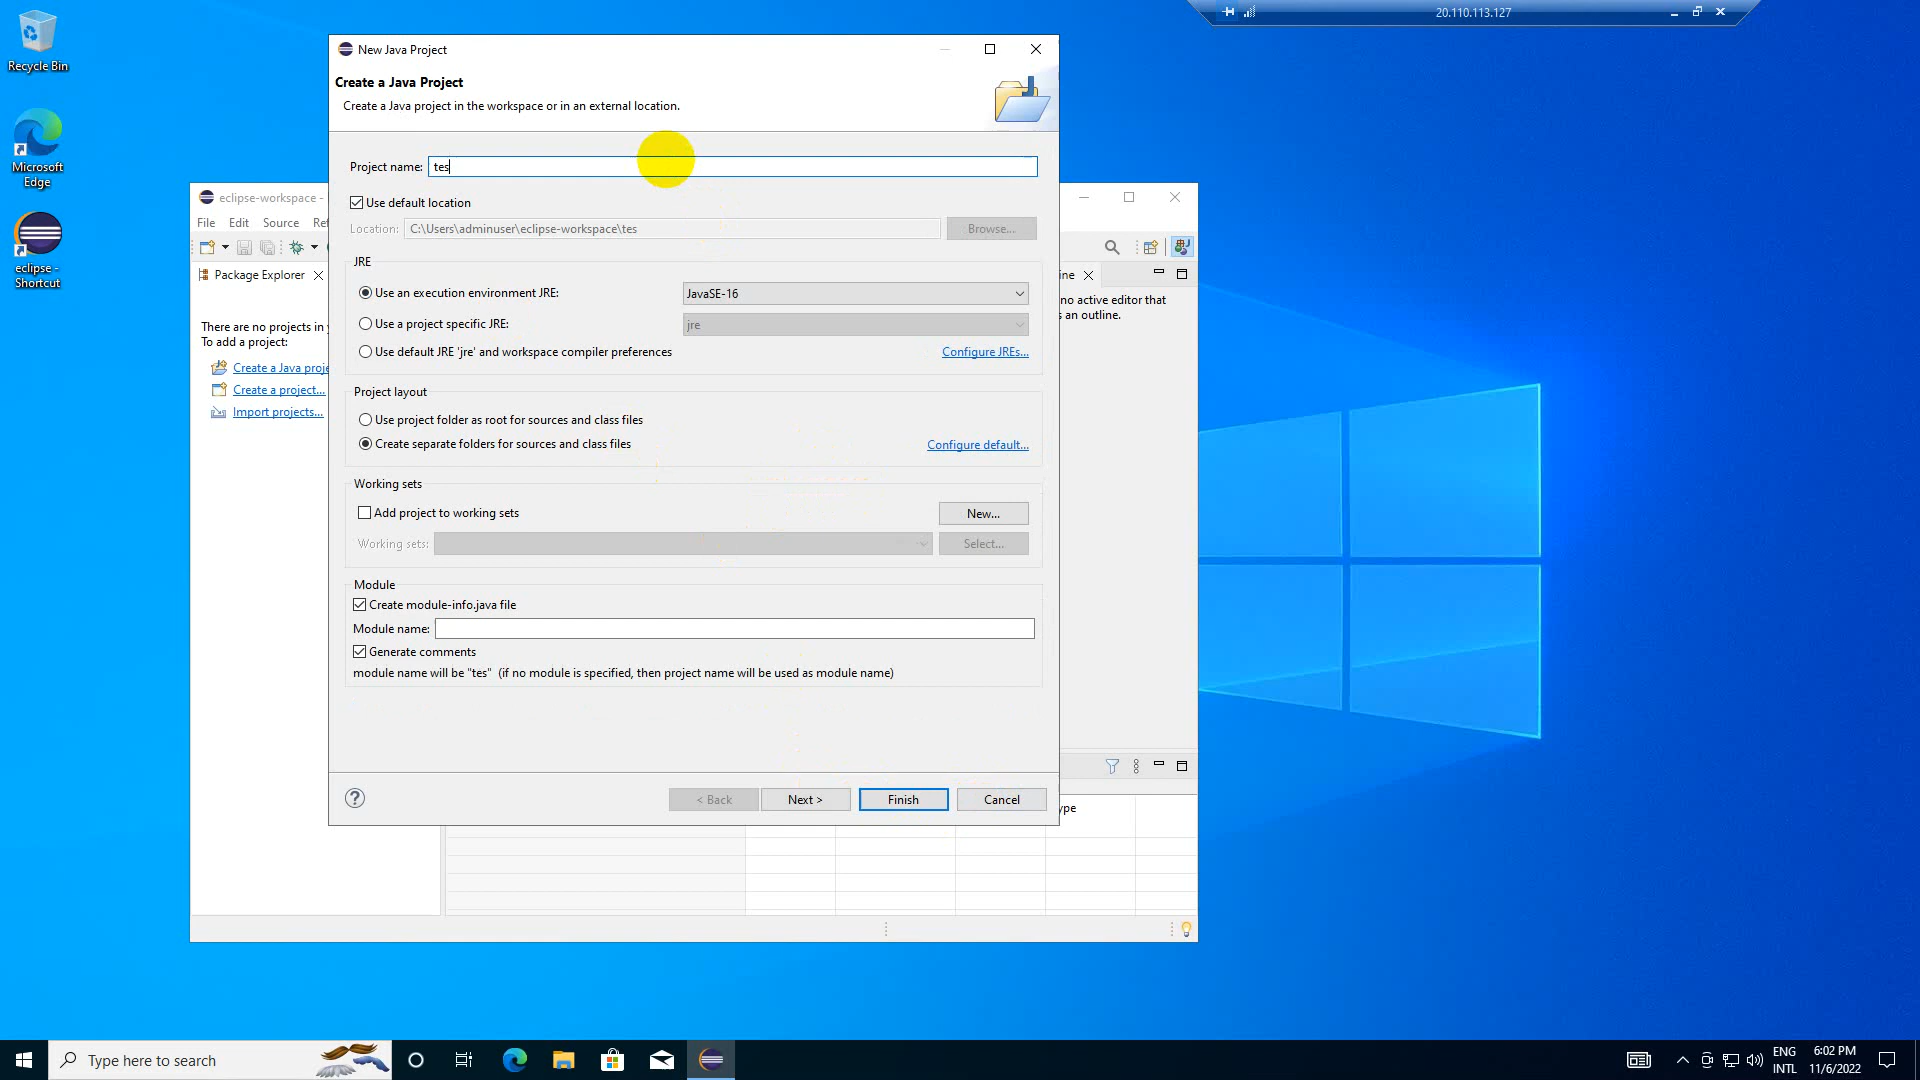 20.110.113.127
Recycle Bin
Microsoft
Edge
eclipse -
Shortcut
New Java Project
Create a Java Project
Create a Java project in the workspace or in an external location.
Project name: tes
Use default location
Location: C:\Users\adminuser\eclipse-workspace\tes
Browse...
JRE
Use an execution environment JRE:
JavaSE-16
Use a project specific JRE:
jre
Use default JRE 'jre' and workspace compiler preferences
Configure JREs...
Project layout
Use project folder as root for sources and class files
Create separate folders for sources and class files
Configure default...
Working sets
Add project to working sets
New...
Working sets:
Select...
Module
Create module-info.java file
Module name:
Generate comments
module name will be "tes" (if no module is specified, then project name will be used as module name)
?
< Back
Next >
Finish
Cancel
eclipse-workspace -
File Edit Source Ref
Package Explorer
There are no projects in y
To add a project:
Create a Java proje
Create a project...
Import projects...
ine
no active editor that
s an outline.
ype
Type here to search
ENG
INTL
6:02 PM
11/6/2022